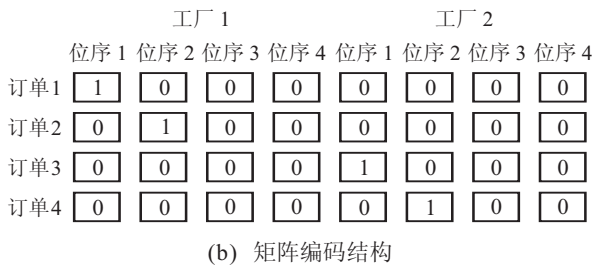 工厂 1 工厂 2
位序 1 位序 2 位序 3 位序 4 位序 1 位序 2 位序 3 位序 4
订单1 1 0 0 0 0 0 0 0
订单2 0 1 0 0 0 0 0 0
订单3 0 0 0 0 1 0 0 0
订单4 0 0 0 0 0 1 0 0
(b) 矩阵编码结构